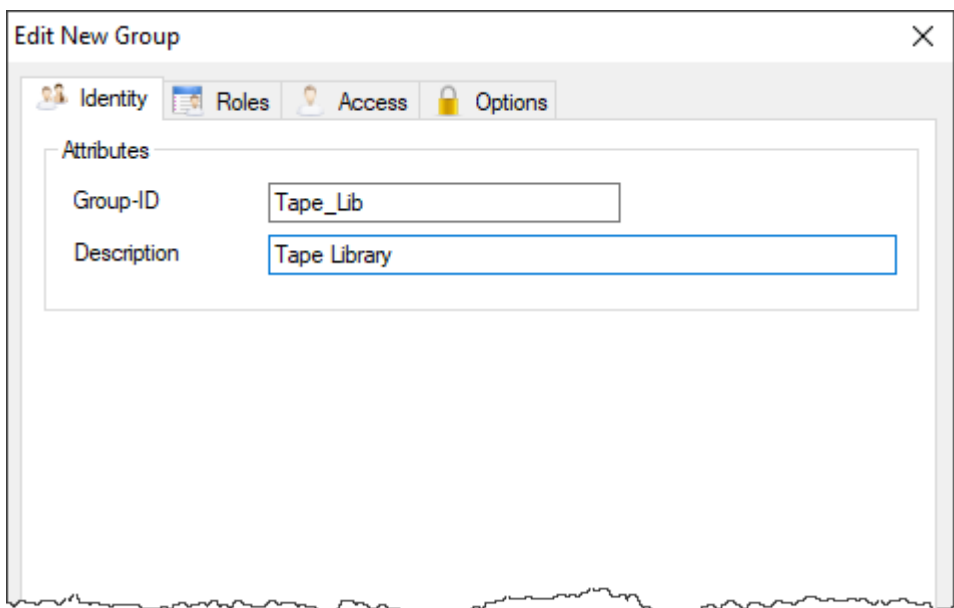 Edit New Group
Identity Roles Access Options
Attributes
Group-ID Tape_Lib
Description Tape Library